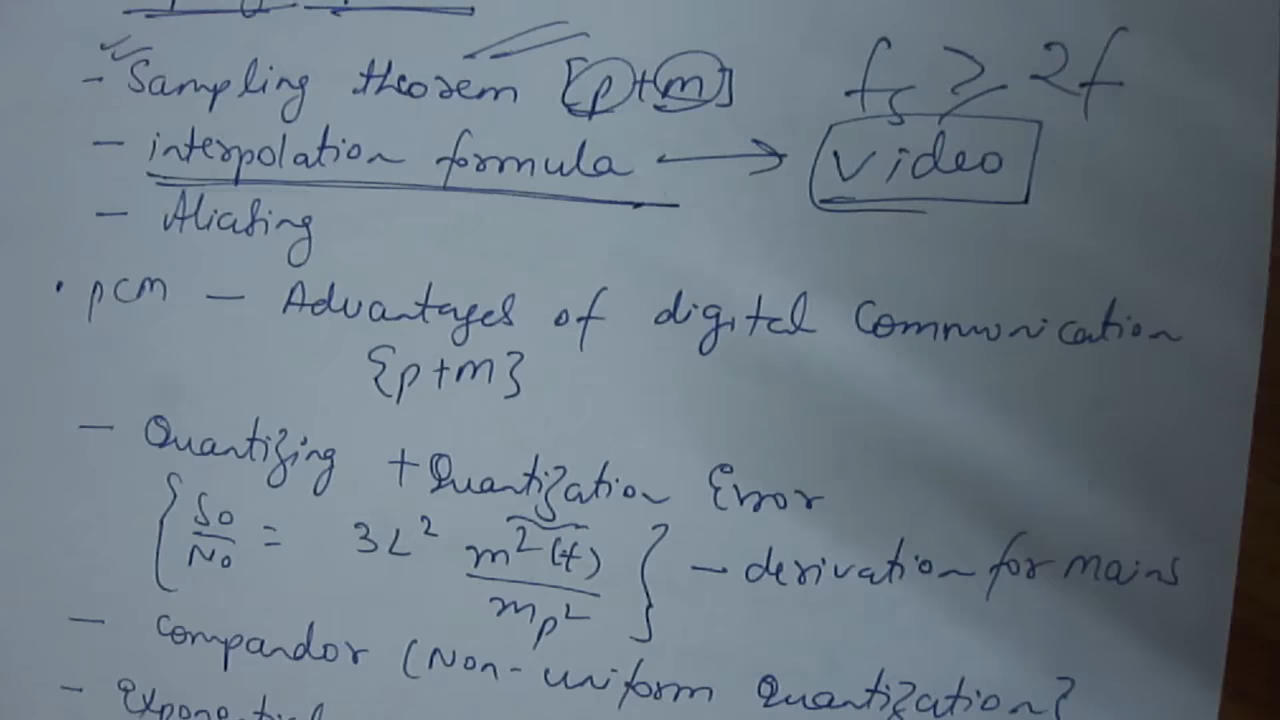 - Sampling theorem [p+m] fs ≥ 2f
- interpolation formula → video
- Aliasing
. pcm - Advantages of digital Communication
{p+m}
- Quantizing + Quantization Error
{So/No = 3L² m²(t)/mp²} - derivation for mains
- Compandor (Non-uniform Quantization)
- Exponential